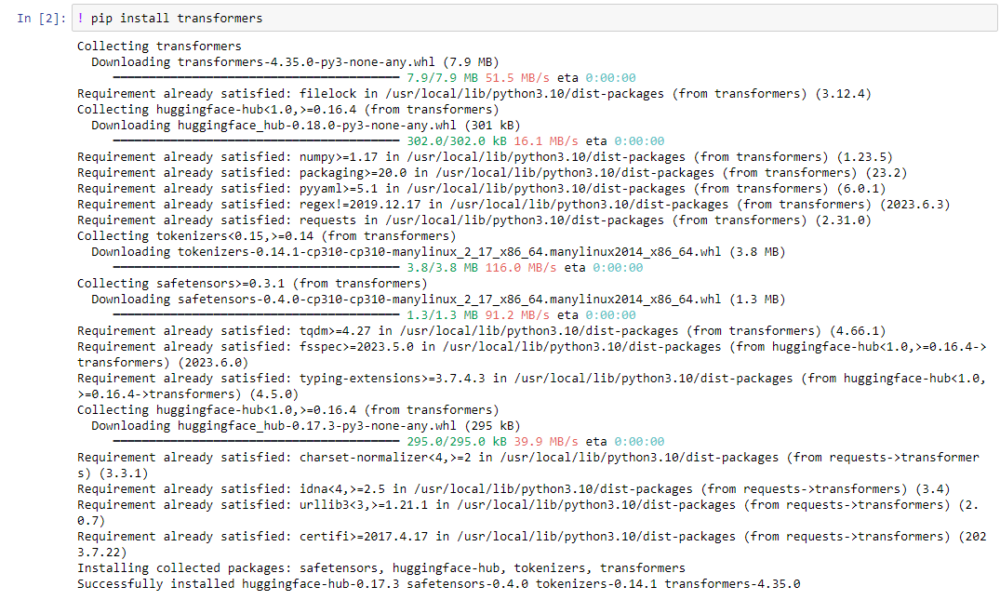 In [2]: ! pip install transformers
Collecting transformers
  Downloading transformers-4.35.0-py3-none-any.whl (7.9 MB)
━━━━━━━━━━━━━━━━━━━━━━━━━━━━━━━━━━━━━━━━ 7.9/7.9 MB 51.5 MB/s eta 0:00:00
Requirement already satisfied: filelock in /usr/local/lib/python3.10/dist-packages (from transformers) (3.12.4)
Collecting huggingface-hub<1.0,>=0.16.4 (from transformers)
  Downloading huggingface_hub-0.18.0-py3-none-any.whl (301 kB)
━━━━━━━━━━━━━━━━━━━━━━━━━━━━━━━━━━━━━━━━ 302.0/302.0 kB 16.1 MB/s eta 0:00:00
Requirement already satisfied: numpy>=1.17 in /usr/local/lib/python3.10/dist-packages (from transformers) (1.23.5)
Requirement already satisfied: packaging>=20.0 in /usr/local/lib/python3.10/dist-packages (from transformers) (23.2)
Requirement already satisfied: pyyaml>=5.1 in /usr/local/lib/python3.10/dist-packages (from transformers) (6.0.1)
Requirement already satisfied: regex!=2019.12.17 in /usr/local/lib/python3.10/dist-packages (from transformers) (2023.6.3)
Requirement already satisfied: requests in /usr/local/lib/python3.10/dist-packages (from transformers) (2.31.0)
Collecting tokenizers<0.15,>=0.14 (from transformers)
  Downloading tokenizers-0.14.1-cp310-cp310-manylinux_2_17_x86_64.manylinux2014_x86_64.whl (3.8 MB)
━━━━━━━━━━━━━━━━━━━━━━━━━━━━━━━━━━━━━━━━ 3.8/3.8 MB 116.0 MB/s eta 0:00:00
Collecting safetensors>=0.3.1 (from transformers)
  Downloading safetensors-0.4.0-cp310-cp310-manylinux_2_17_x86_64.manylinux2014_x86_64.whl (1.3 MB)
━━━━━━━━━━━━━━━━━━━━━━━━━━━━━━━━━━━━━━━━ 1.3/1.3 MB 91.2 MB/s eta 0:00:00
Requirement already satisfied: tqdm>=4.27 in /usr/local/lib/python3.10/dist-packages (from transformers) (4.66.1)
Requirement already satisfied: fsspec>=2023.5.0 in /usr/local/lib/python3.10/dist-packages (from huggingface-hub<1.0,>=0.16.4->
transformers) (2023.6.0)
Requirement already satisfied: typing-extensions>=3.7.4.3 in /usr/local/lib/python3.10/dist-packages (from huggingface-hub<1.0,
>=0.16.4->transformers) (4.5.0)
Collecting huggingface-hub<1.0,>=0.16.4 (from transformers)
  Downloading huggingface_hub-0.17.3-py3-none-any.whl (295 kB)
━━━━━━━━━━━━━━━━━━━━━━━━━━━━━━━━━━━━━━━━ 295.0/295.0 kB 39.9 MB/s eta 0:00:00
Requirement already satisfied: charset-normalizer<4,>=2 in /usr/local/lib/python3.10/dist-packages (from requests->transformer
s) (3.3.1)
Requirement already satisfied: idna<4,>=2.5 in /usr/local/lib/python3.10/dist-packages (from requests->transformers) (3.4)
Requirement already satisfied: urllib3<3,>=1.21.1 in /usr/local/lib/python3.10/dist-packages (from requests->transformers) (2.
0.7)
Requirement already satisfied: certifi>=2017.4.17 in /usr/local/lib/python3.10/dist-packages (from requests->transformers) (202
3.7.22)
Installing collected packages: safetensors, huggingface-hub, tokenizers, transformers
Successfully installed huggingface-hub-0.17.3 safetensors-0.4.0 tokenizers-0.14.1 transformers-4.35.0